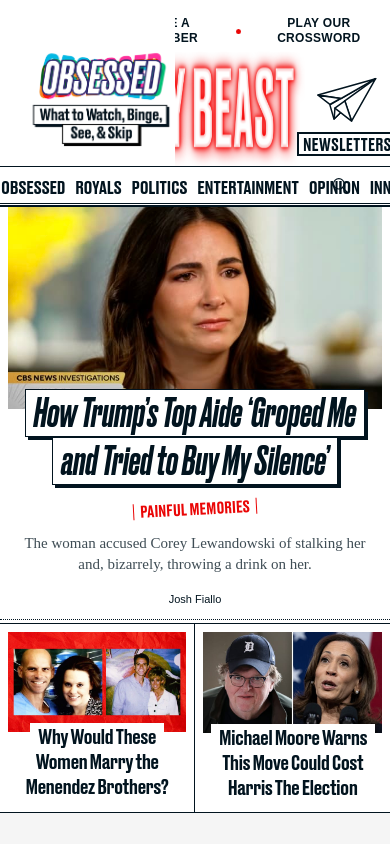 E A
BER
PLAY OUR
CROSSWORD
OBSESSED
What to Watch, Binge,
See, & Skip
Y BEAST
NEWSLETTERS
OBSESSED ROYALS POLITICS ENTERTAINMENT OPINION INN
CBS NEWS INVESTIGATIONS
How Trump's Top Aide ‘Groped Me
and Tried to Buy My Silence’
PAINFUL MEMORIES
The woman accused Corey Lewandowski of stalking her
and, bizarrely, throwing a drink on her.
Josh Fiallo
Why Would These
Women Marry the
Menendez Brothers?
D
Michael Moore Warns
This Move Could Cost
Harris The Election